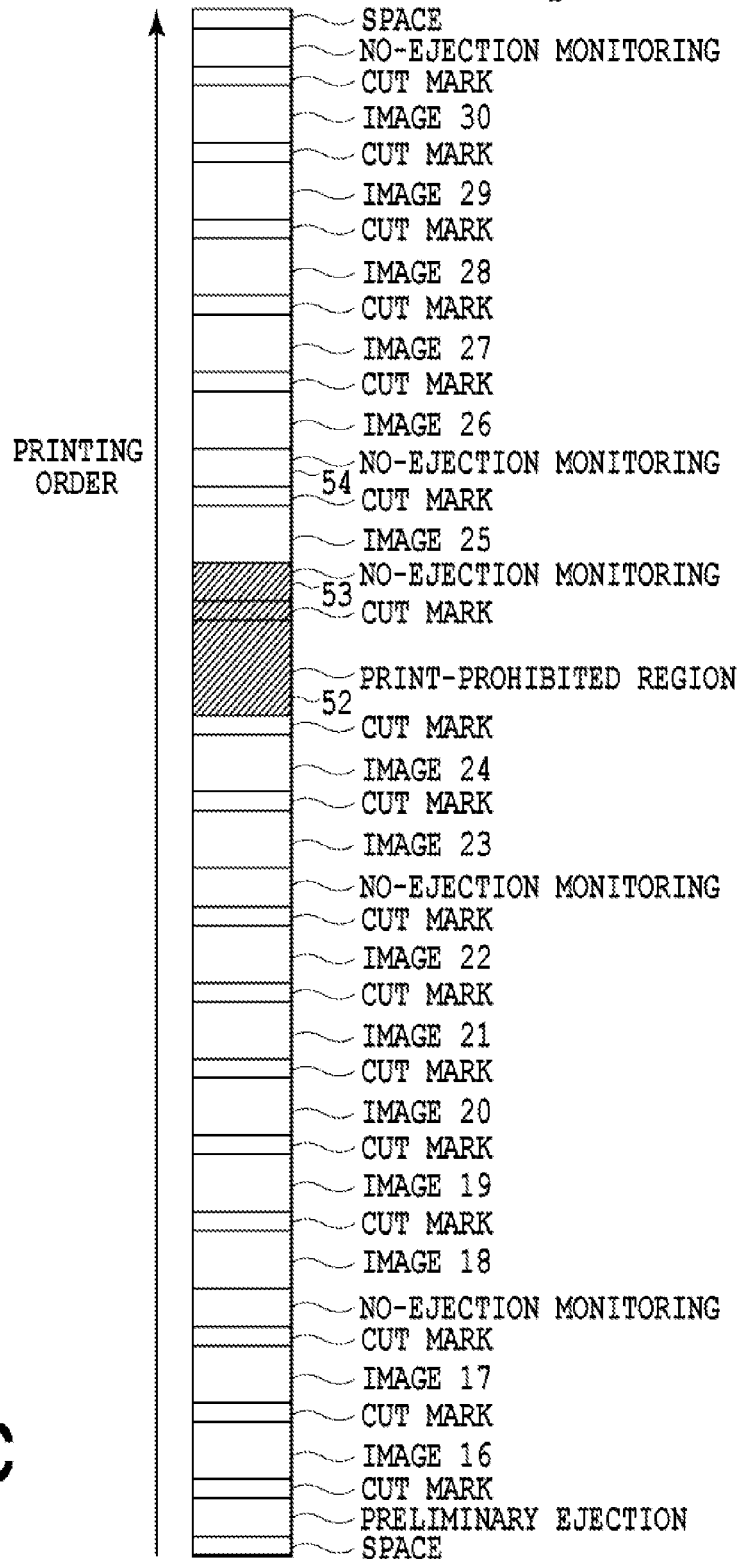 SPACE
NO-EJECTION MONITORING
CUT MARK
IMAGE 30
CUT MARK
IMAGE 29
CUT MARK
IMAGE 28
CUT MARK
IMAGE 27
CUT MARK
IMAGE 26
PRINTING
ORDER
NO-EJECTION MONITORING
54
CUT MARK
IMAGE 25
NO-EJECTION MONITORING
53
CUT MARK
PRINT-PROHIBITED REGION
52
CUT MARK
IMAGE 24
CUT MARK
IMAGE 23
NO-EJECTION MONITORING
CUT MARK
IMAGE 22
CUT MARK
IMAGE 21
CUT MARK
IMAGE 20
CUT MARK
IMAGE 19
CUT MARK
IMAGE 18
NO-EJECTION MONITORING
CUT MARK
IMAGE 17
CUT MARK
IMAGE 16
CUT MARK
PRELIMINARY EJECTION
SPACE